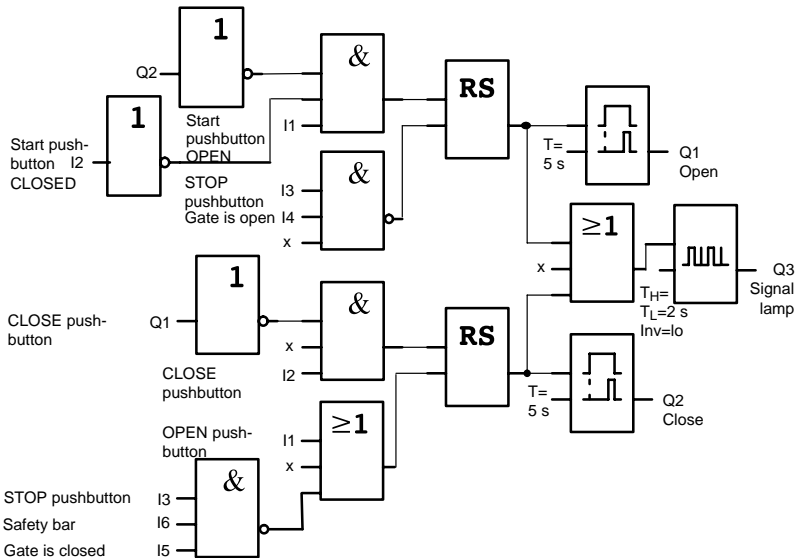 1
Q2
&
RS
1
Start
pushbutton
OPEN
I1
Start push-
button I2
CLOSED
T=
5 s
Q1
Open
STOP
pushbutton
Gate is open
&
I3
I4
x
≥1
x
Q3
Signal
lamp
TH=
TL=2 s
Inv=lo
1
&
RS
CLOSE push-
button
Q1
x
I2
CLOSE
pushbutton
T=
5 s
Q2
Close
OPEN push-
button
≥1
I1
x
&
STOP pushbutton I3
Safety bar I6
Gate is closed I5